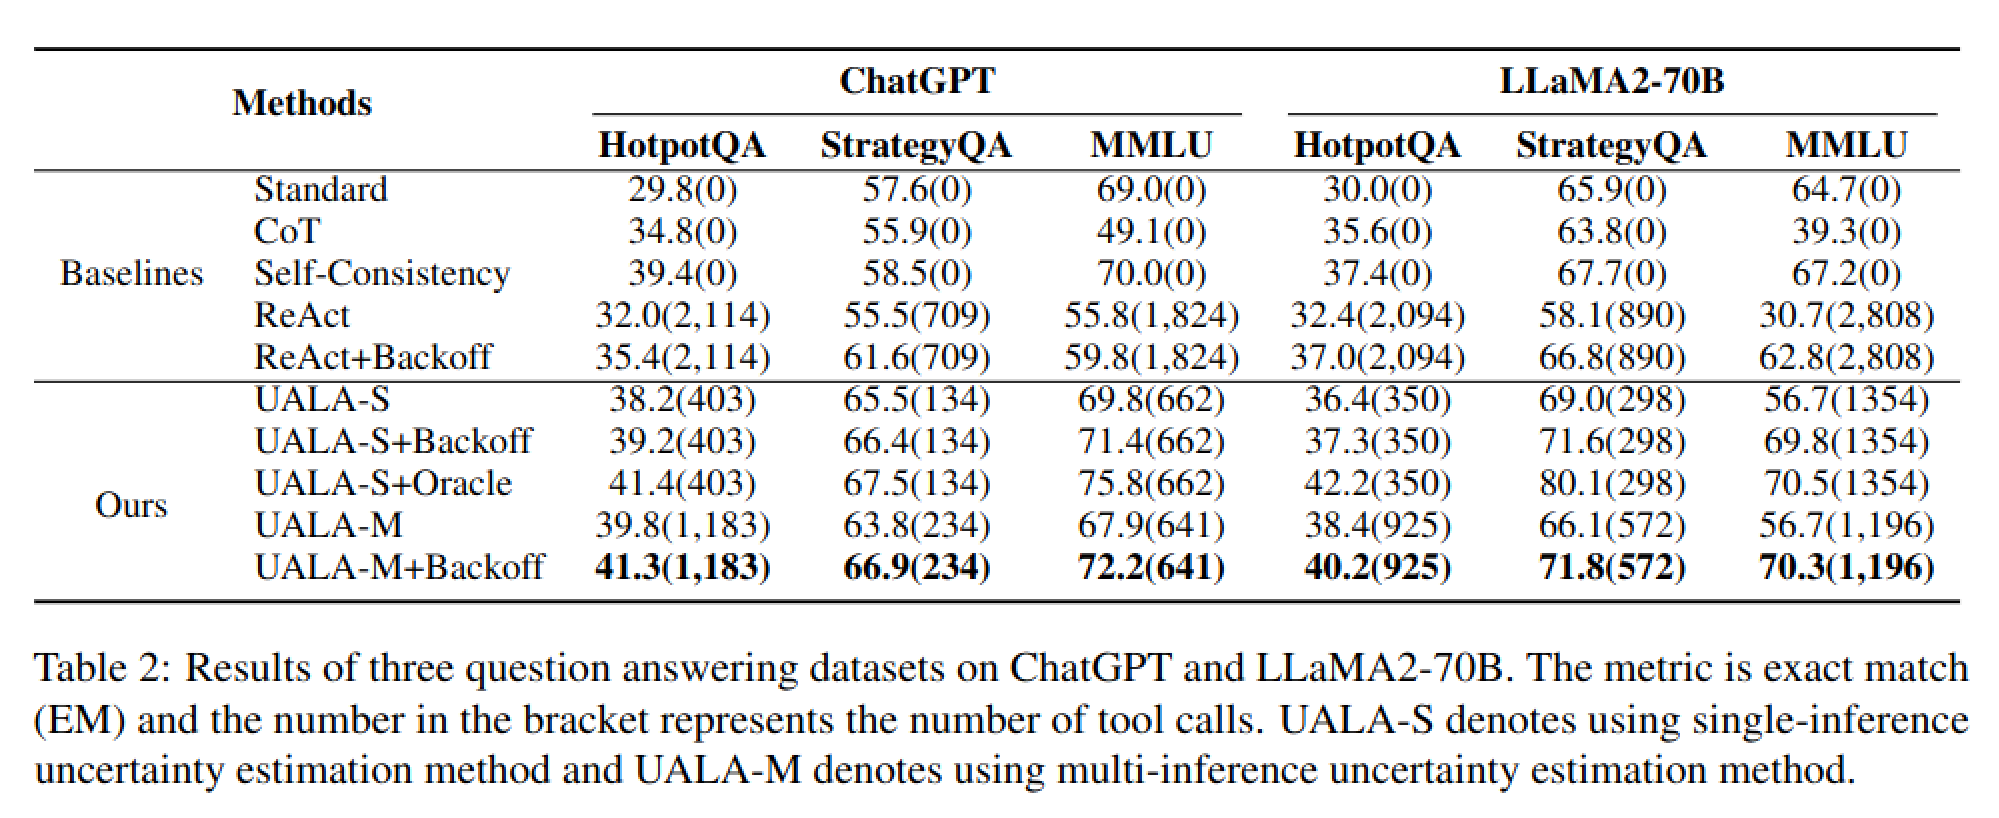 Methods ChatGPT LLaMA2-70B
HotpotQA StrategyQA MMLU HotpotQA StrategyQA MMLU
Baselines
Standard 29.8(0) 57.6(0) 69.0(0) 30.0(0) 65.9(0) 64.7(0)
CoT 34.8(0) 55.9(0) 49.1(0) 35.6(0) 63.8(0) 39.3(0)
Self-Consistency 39.4(0) 58.5(0) 70.0(0) 37.4(0) 67.7(0) 67.2(0)
ReAct 32.0(2,114) 55.5(709) 55.8(1,824) 32.4(2,094) 58.1(890) 30.7(2,808)
ReAct+Backoff 35.4(2,114) 61.6(709) 59.8(1,824) 37.0(2,094) 66.8(890) 62.8(2,808)
Ours
UALA-S 38.2(403) 65.5(134) 69.8(662) 36.4(350) 69.0(298) 56.7(1354)
UALA-S+Backoff 39.2(403) 66.4(134) 71.4(662) 37.3(350) 71.6(298) 69.8(1354)
UALA-S+Oracle 41.4(403) 67.5(134) 75.8(662) 42.2(350) 80.1(298) 70.5(1354)
UALA-M 39.8(1,183) 63.8(234) 67.9(641) 38.4(925) 66.1(572) 56.7(1,196)
UALA-M+Backoff 41.3(1,183) 66.9(234) 72.2(641) 40.2(925) 71.8(572) 70.3(1,196)
Table 2: Results of three question answering datasets on ChatGPT and LLaMA2-70B. The metric is exact match
(EM) and the number in the bracket represents the number of tool calls. UALA-S denotes using single-inference
uncertainty estimation method and UALA-M denotes using multi-inference uncertainty estimation method.